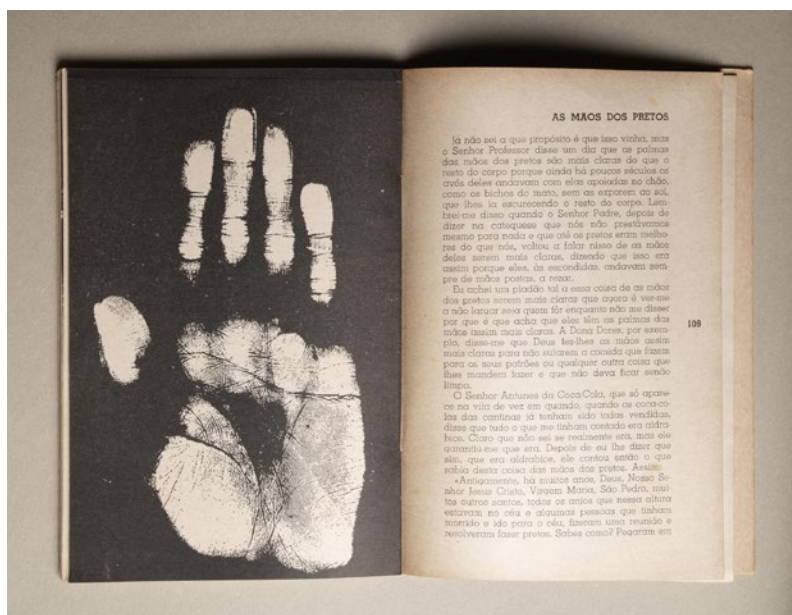 AS MÃOS DOS PRETOS
Já não sei a que propósito é que isso vinha, mas
o Senhor Professor disse um dia que as palmas
das mãos dos pretos são mais claras do que o
resto do corpo porque ainda há poucos séculos os
avós deles andavam com elas apoiadas no chão,
como os bichos do mato, sem as exporem ao sol,
que lhes ia escurecendo o resto do corpo. Lem-
brei-me disso quando o Senhor Padre, depois de
dizer na catequese que nós não prestávamos
mesmo para nada e que até os pretos eram melho-
res do que nós, voltou a falar nisso de as mãos
deles serem mais claras, dizendo que isso era
assim porque eles, às escondidas, andavam sem-
pre de mãos postas, a rezar.
Eu achei um piadão tal a essa coisa de as mãos
dos pretos serem mais claras que agora é ver-me
a não largar seja quem fôr enquanto não me disser
por que é que acha que eles têm as palmas das
mãos assim mais claras. A Dona Dores, por exem-
plo, disse-me que Deus fez-lhes as mãos assim
mais claras para não sujarem a comida que fazem
para os seus patrões ou qualquer outra coisa que
lhes mandem fazer e que não deva ficar senão
limpa.
109
O Senhor Antunes da Coca-Cola, que só apare-
ce na vila de vez em quando, quando as coca-co-
las das cantinas já tenham sido todas vendidas,
disse que tudo o que me tinham contado era aldra-
bice. Claro que não sei se realmente era, mas ele
garantiu-me que era. Depois de eu lhe dizer que
sim, que era aldrabice, ele contou então o que
sabia desta coisa das mãos dos pretos. Assim:
«Antigamente, há muitos anos, Deus, Nosso Se-
nhor Jesus Cristo, Virgem Maria, São Pedro, mui-
tos outros santos, todos os anjos que nessa altura
estavam no céu e algumas pessoas que tinham
morrido e ido para o céu, fizeram uma reunião e
resolveram fazer pretos. Sabes como? Pegaram em